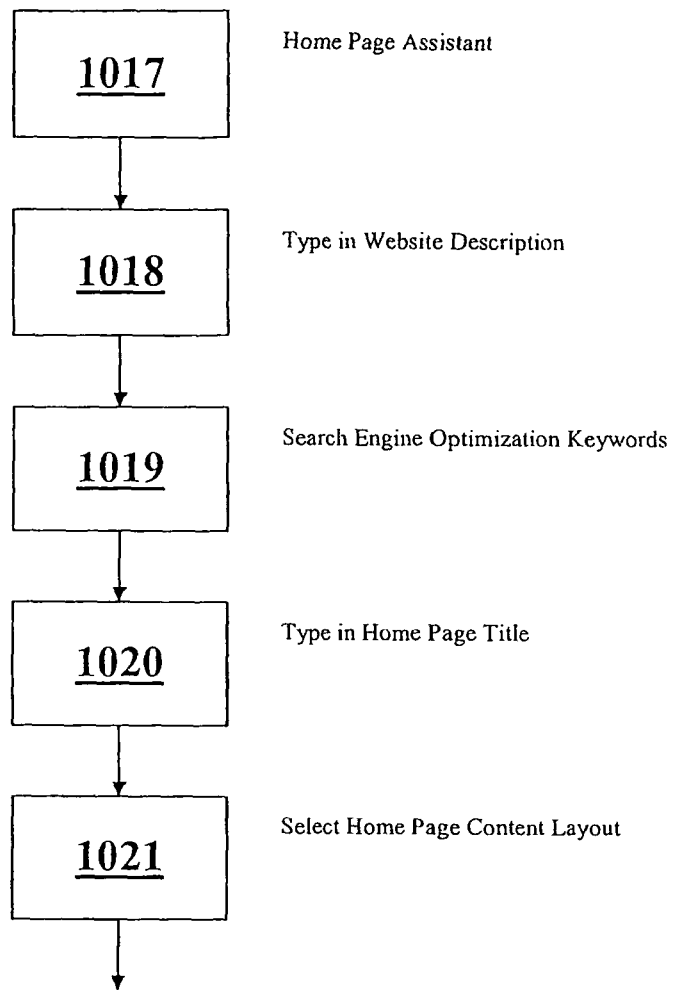 Home Page Assistant
1017
Type in Website Description
1018
Search Engine Optimization Keywords
1019
Type in Home Page Title
1020
Select Home Page Content Layout
1021